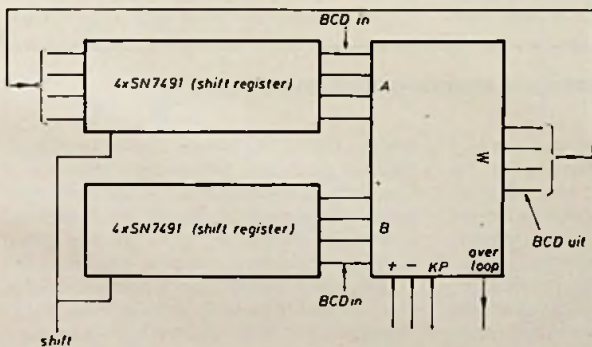 BCD in
4xSN7491 (shift register)
A
W
4xSN7491 (shift register)
B
BCD uit
+ - KP
over
loop
BCD in
shift